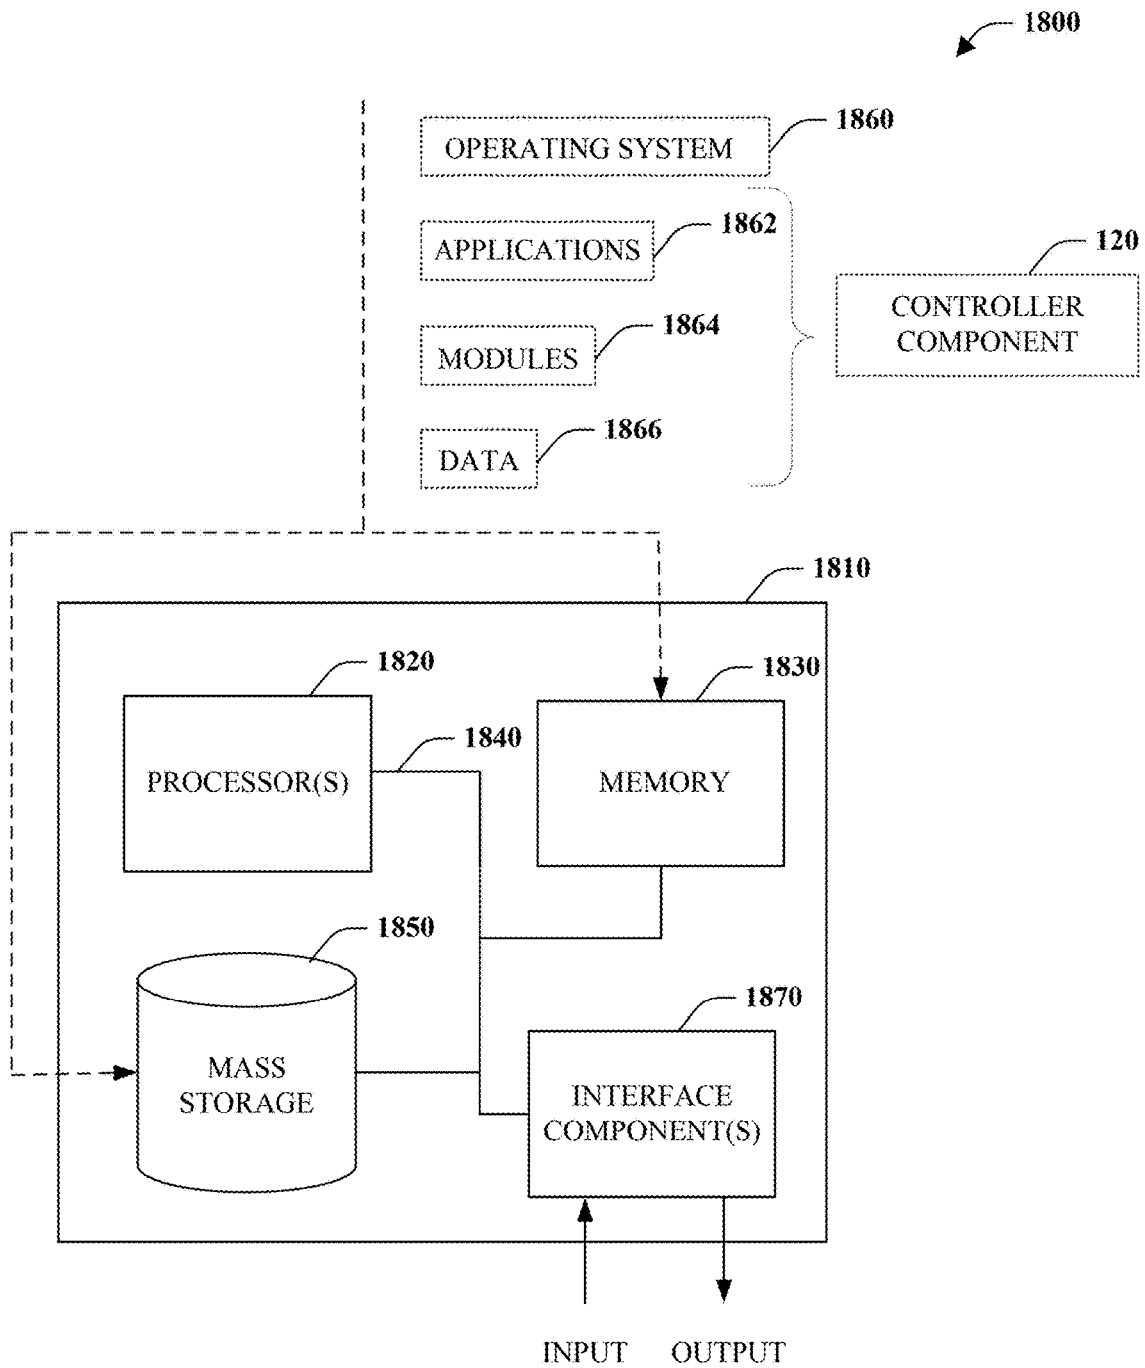 1800
1860
OPERATING SYSTEM
1862
APPLICATIONS
120
CONTROLLER
COMPONENT
1864
MODULES
1866
DATA
1810
1820
1830
1840
PROCESSOR(S)
MEMORY
1850
1870
MASS
STORAGE
INTERFACE
COMPONENT(S)
INPUT OUTPUT